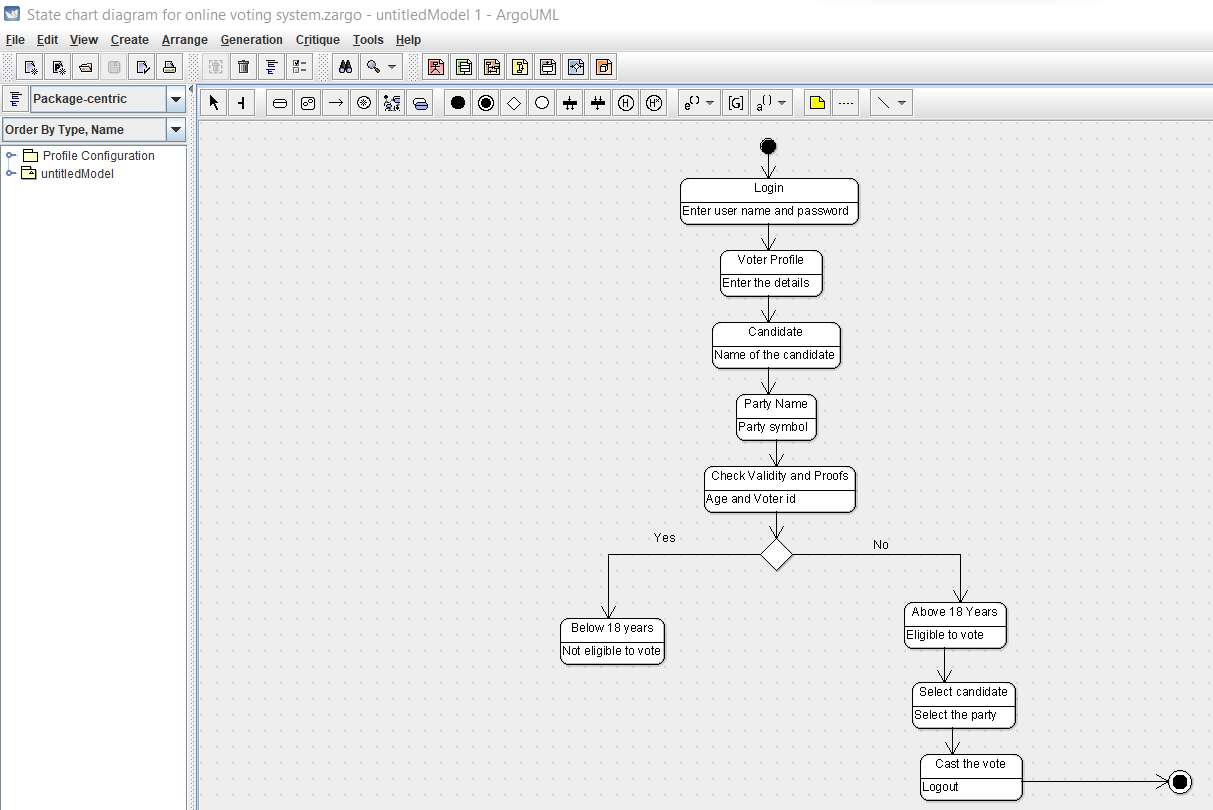 State chart diagram for online voting system.zargo - untitledModel 1 - ArgoUML
File Edit View Create Arrange Generation Critique Tools Help
Package-centric
Order By Type, Name
Profile Configuration
untitledModel
Login
Enter user name and password
Voter Profile
Enter the details
Candidate
Name of the candidate
Party Name
Party symbol
Check Validity and Proofs
Age and Voter id
Yes
No
Below 18 years
Not eligible to vote
Above 18 Years
Eligible to vote
Select candidate
Select the party
Cast the vote
Logout